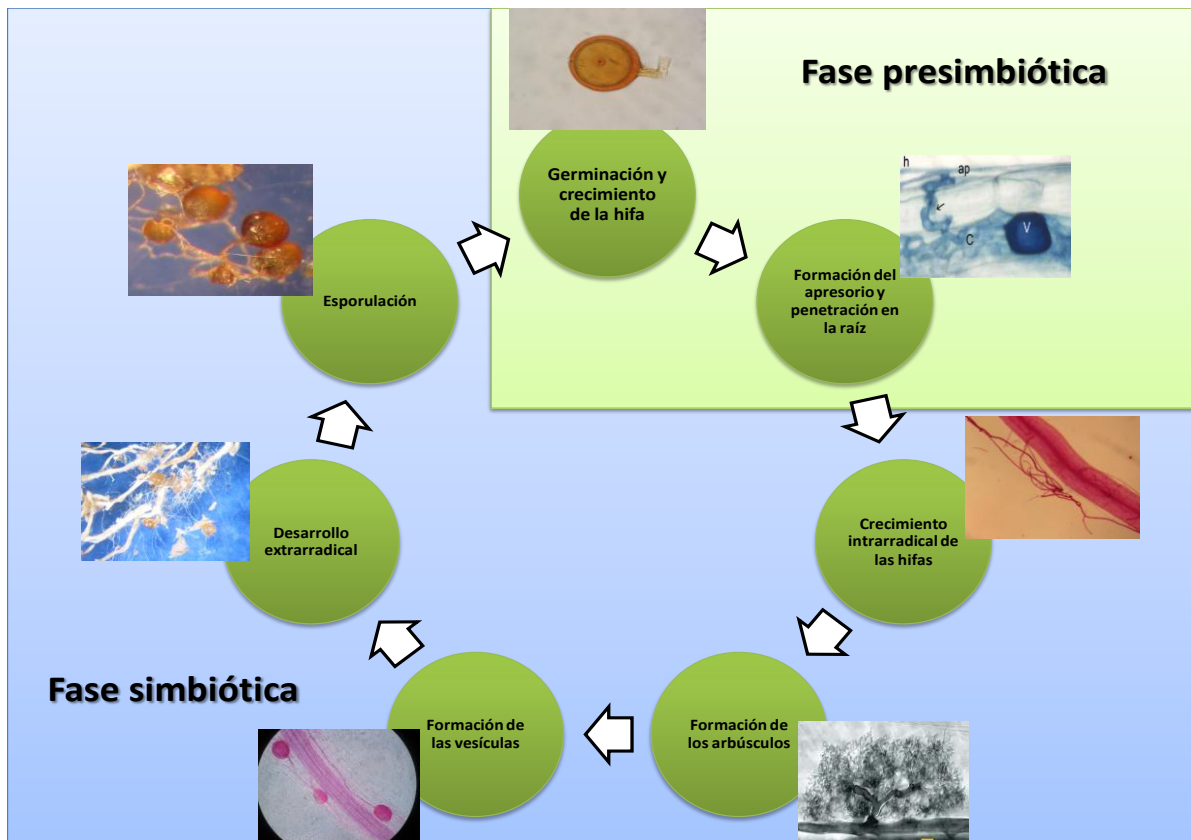 Fase presimbiótica
Germinación y
crecimiento
de la hifa
h
ap
V
C
Formación del
apresorio y
penetración en
la raíz
Crecimiento
intrarradical de
las hifas
Formación de
los arbúsculos
Formación de
las vesículas
Desarrollo
extrarradical
Esporulación
Fase simbiótica